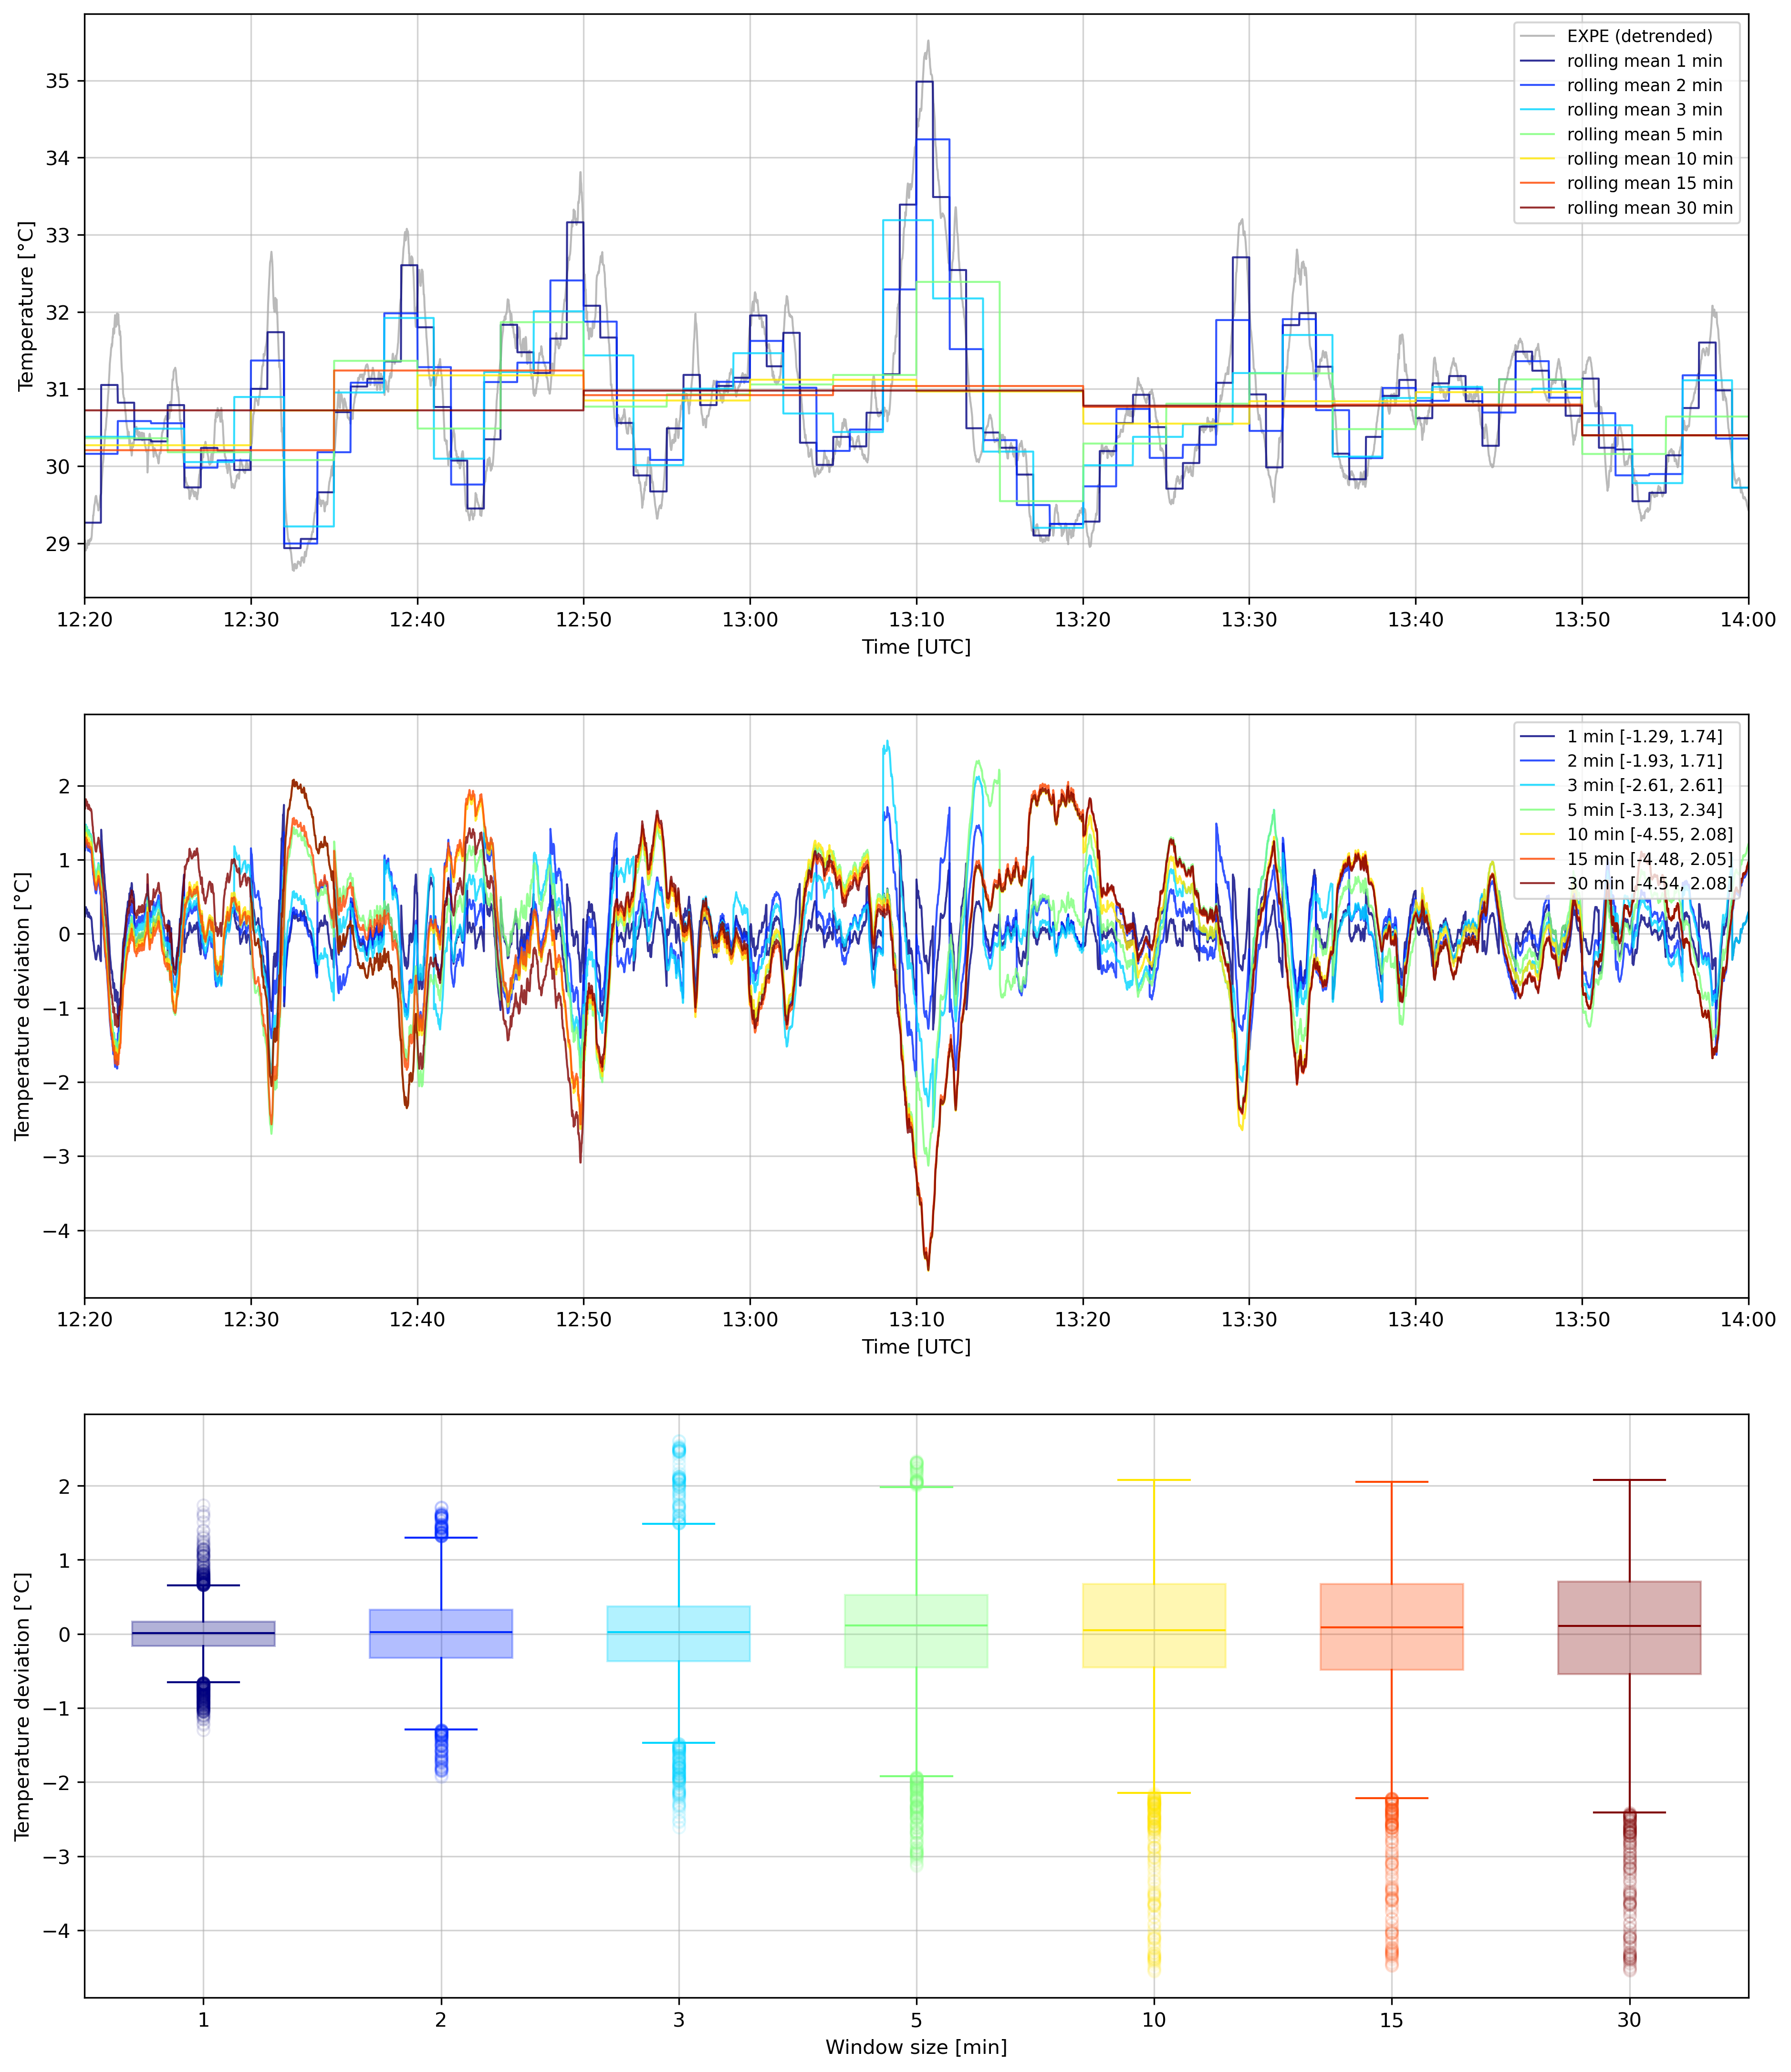 EXPE (detrended)
rolling mean 1 min
rolling mean 2 min
rolling mean 3 min
rolling mean 5 min
rolling mean 10 min
rolling mean 15 min
rolling mean 30 min
Temperature [°C]
35
34
33
32
31
30
29
12:20 12:30 12:40 12:50 13:00 13:10 13:20 13:30 13:40 13:50 14:00
Time [UTC]
1 min [-1.29, 1.74]
2 min [-1.93, 1.71]
3 min [-2.61, 2.61]
5 min [-3.13, 2.34]
10 min [-4.55, 2.08]
15 min [-4.48, 2.05]
30 min [-4.54, 2.08]
Temperature deviation [°C]
2
1
0
−1
−2
−3
−4
12:20 12:30 12:40 12:50 13:00 13:10 13:20 13:30 13:40 13:50 14:00
Time [UTC]
Temperature deviation [°C]
2
1
0
−1
−2
−3
−4
1 2 3 5 10 15 30
Window size [min]